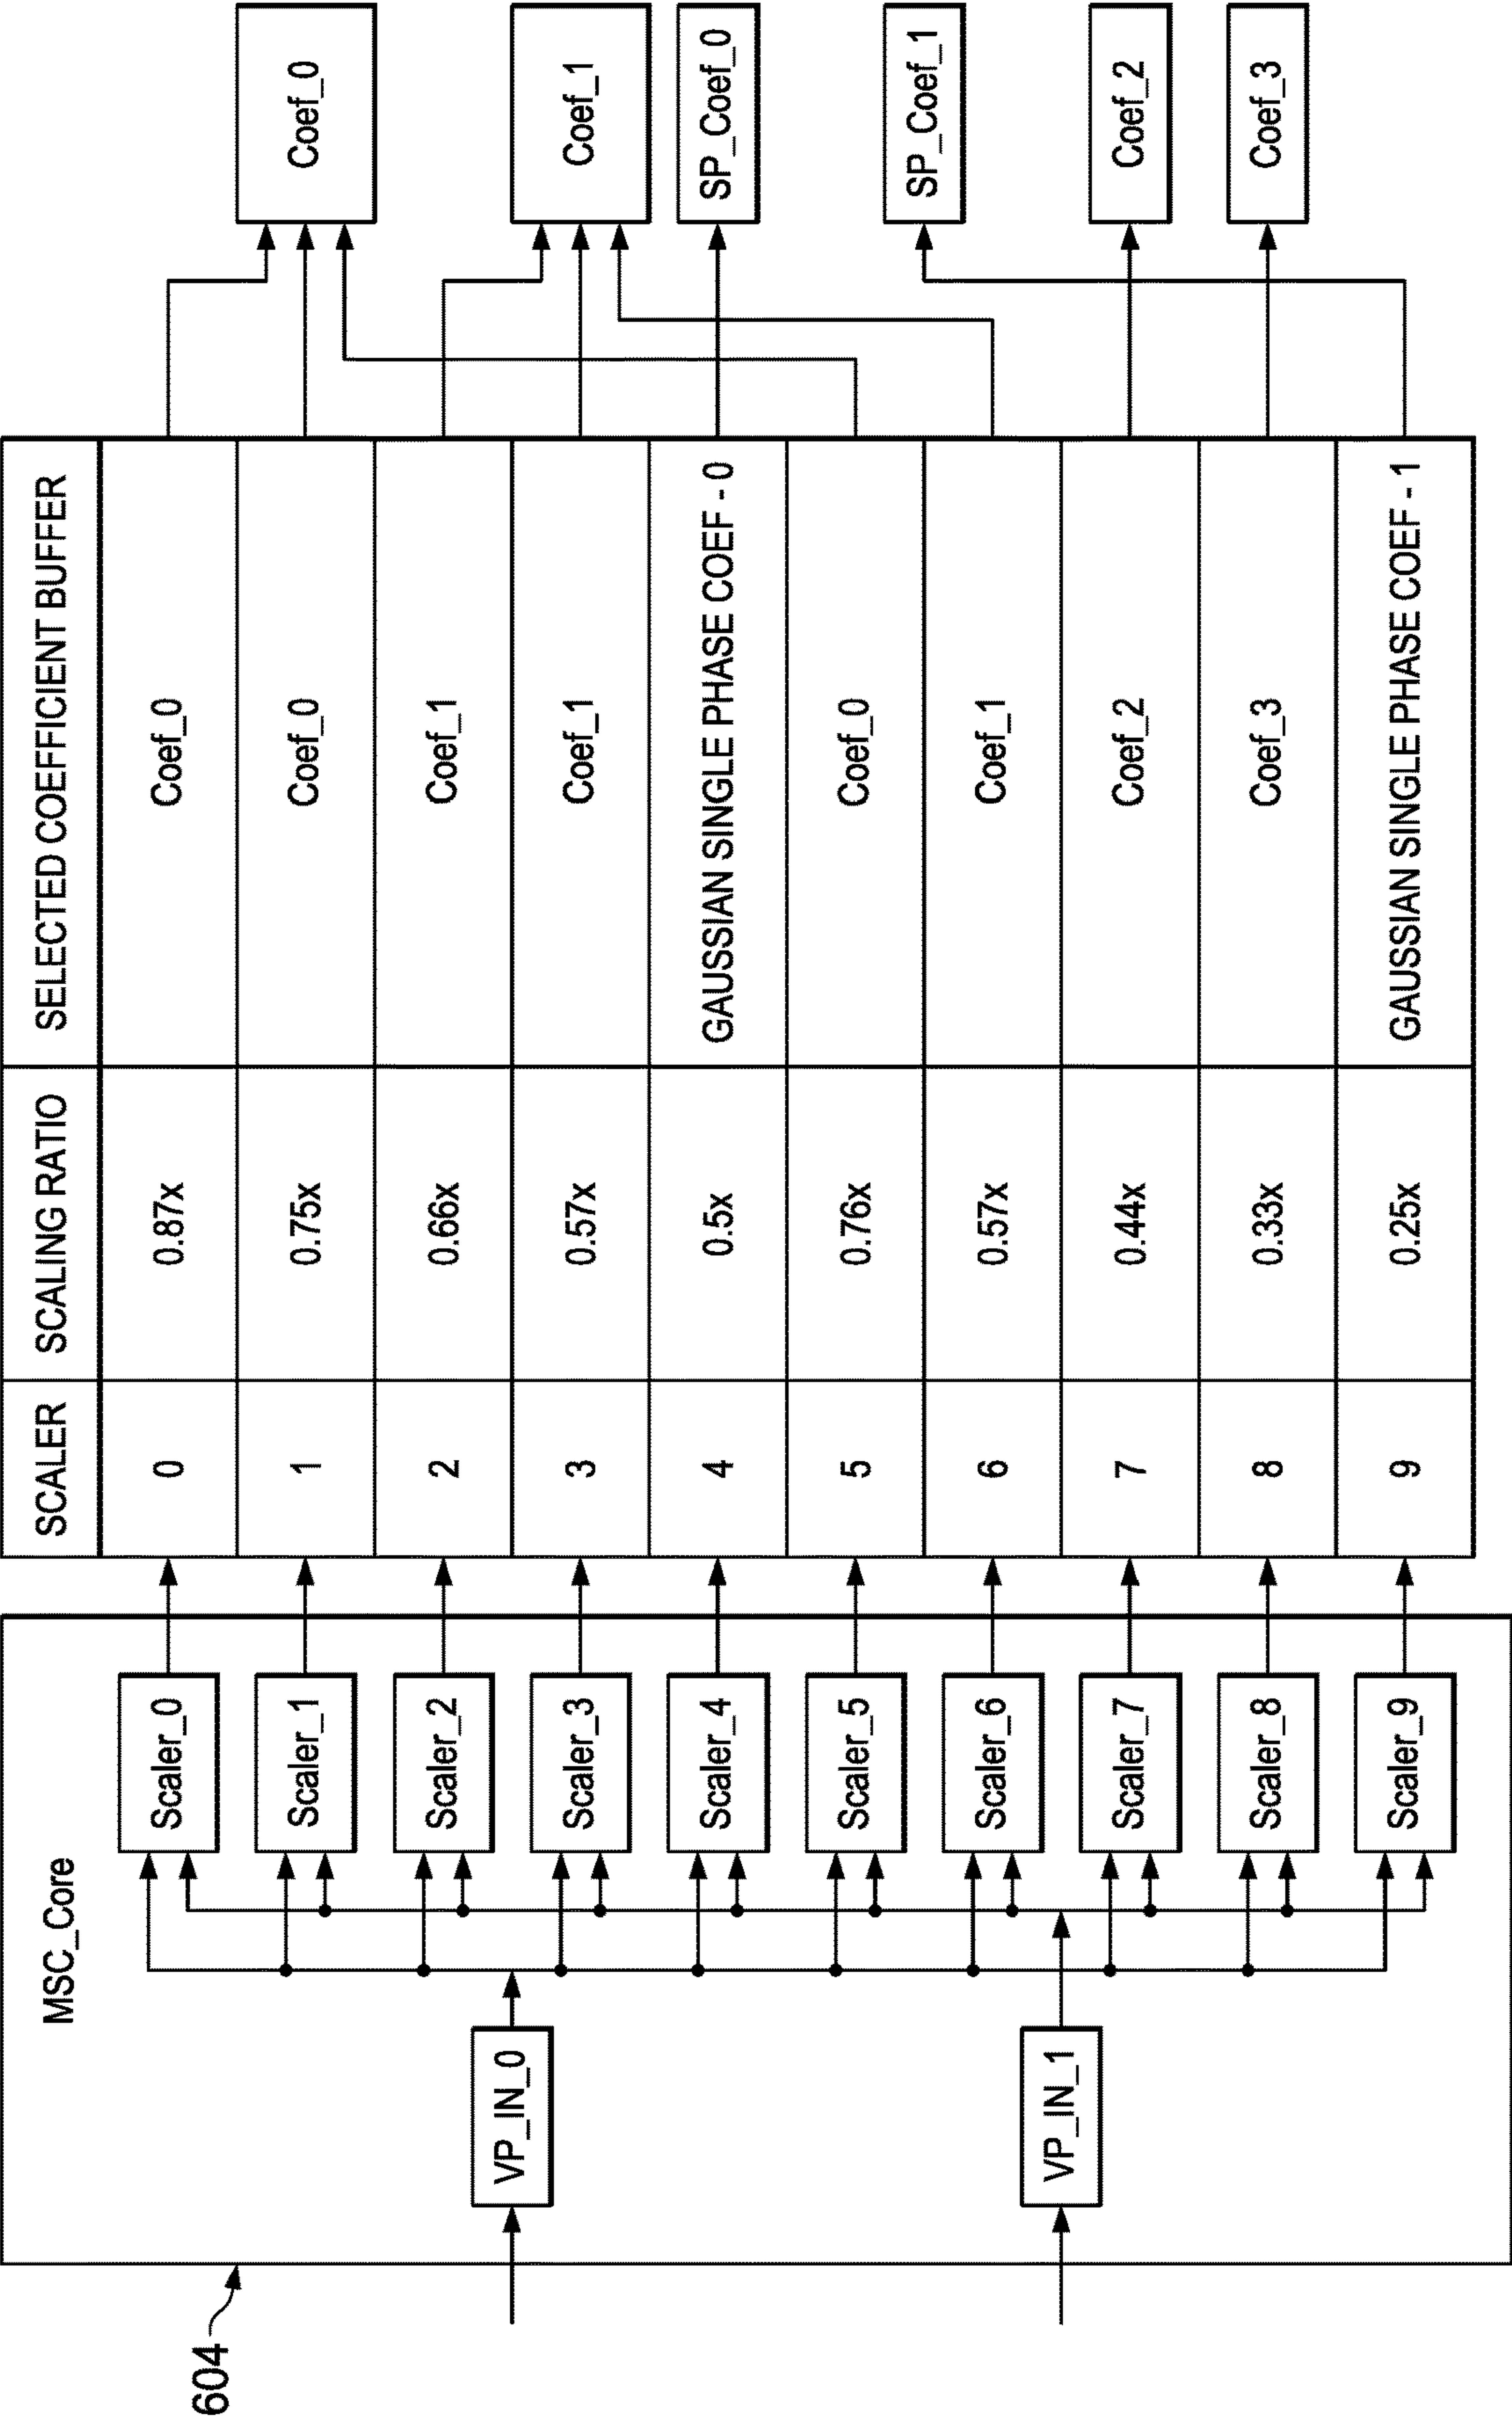 604
MSC_Core
VP_IN_0
VP_IN_1
Scaler_0
Scaler_1
Scaler_2
Scaler_3
Scaler_4
Scaler_5
Scaler_6
Scaler_7
Scaler_8
Scaler_9
SCALER SCALING RATIO SELECTED COEFFICIENT BUFFER
0 0.87x Coef_0
1 0.75x Coef_0
2 0.66x Coef_1
3 0.57x Coef_1
4 0.5x GAUSSIAN SINGLE PHASE COEF - 0
5 0.76x Coef_0
6 0.57x Coef_1
7 0.44x Coef_2
8 0.33x Coef_3
9 0.25x GAUSSIAN SINGLE PHASE COEF - 1
Coef_0
Coef_1
SP_Coef_0
SP_Coef_1
Coef_2
Coef_3